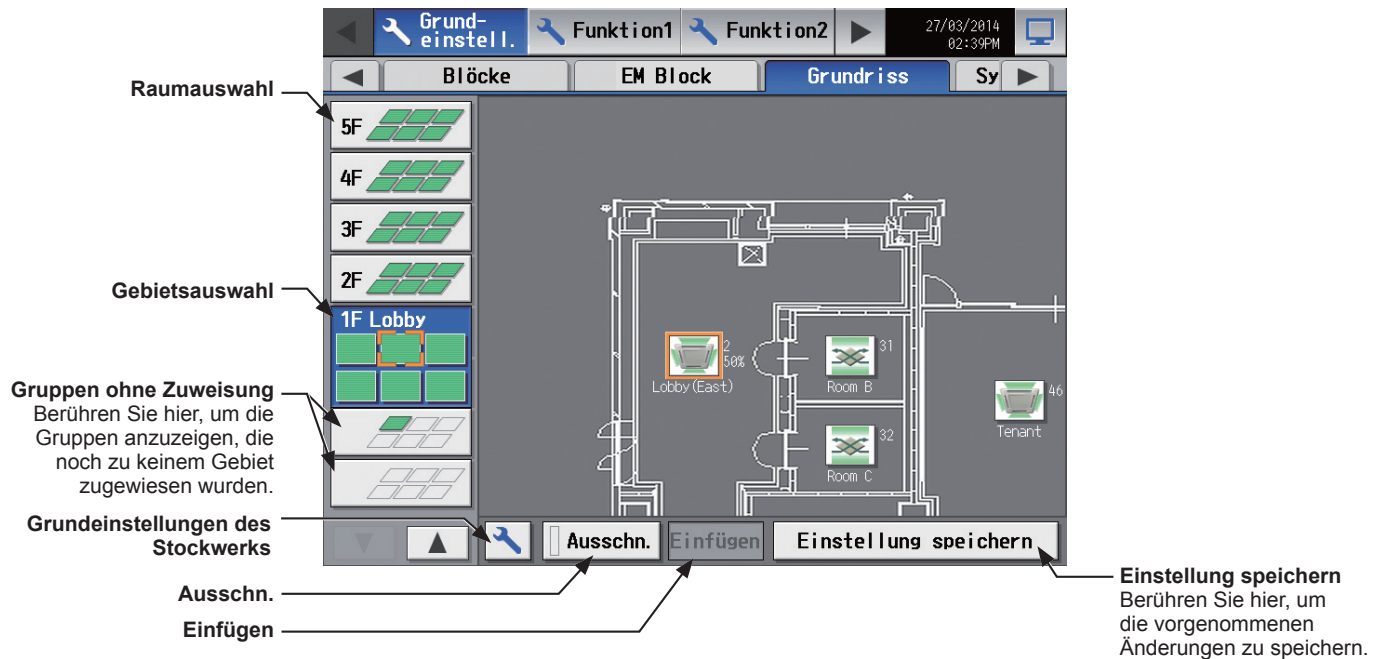 Grund-
einstell.
Funktion1
Funktion2
27/03/2014
02:39PM
Blöcke
EM Block
Grundriss
Sy
Raumauswahl
5F
4F
3F
2F
Gebietsauswahl
1F Lobby
Gruppen ohne Zuweisung
Berühren Sie hier, um die
Gruppen anzuzeigen, die
noch zu keinem Gebiet
zugewiesen wurden.
2
50%
Lobby(East)
31
Room B
32
Room C
46
Tenant
Grundeinstellungen des
Stockwerks
Ausschn.
Einfügen
Einstellung speichern
Ausschn.
Einfügen
Einstellung speichern
Berühren Sie hier, um
die vorgenommenen
Änderungen zu speichern.